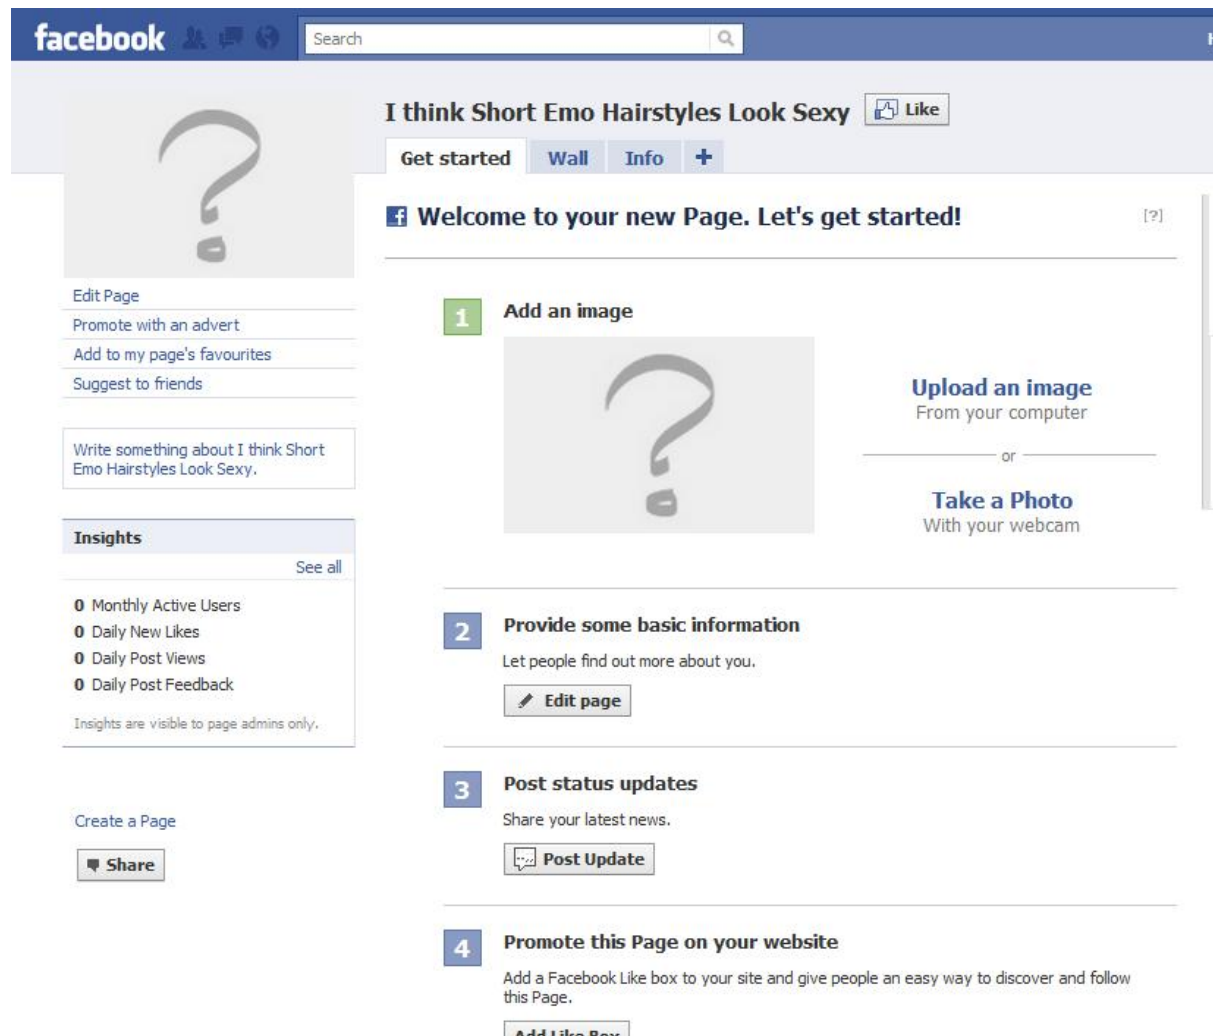 facebook
Search
I think Short Emo Hairstyles Look Sexy
Like
Get started
Wall
Info
+
Welcome to your new Page. Let's get started!
[?]
Edit Page
Promote with an advert
Add to my page's favourites
Suggest to friends
Write something about I think Short
Emo Hairstyles Look Sexy.
Insights
See all
0 Monthly Active Users
0 Daily New Likes
0 Daily Post Views
0 Daily Post Feedback
Insights are visible to page admins only.
Create a Page
Share
1 Add an image
Upload an image
From your computer
or
Take a Photo
With your webcam
2 Provide some basic information
Let people find out more about you.
Edit page
3 Post status updates
Share your latest news.
Post Update
4 Promote this Page on your website
Add a Facebook Like box to your site and give people an easy way to discover and follow
this Page.
Add Like Box